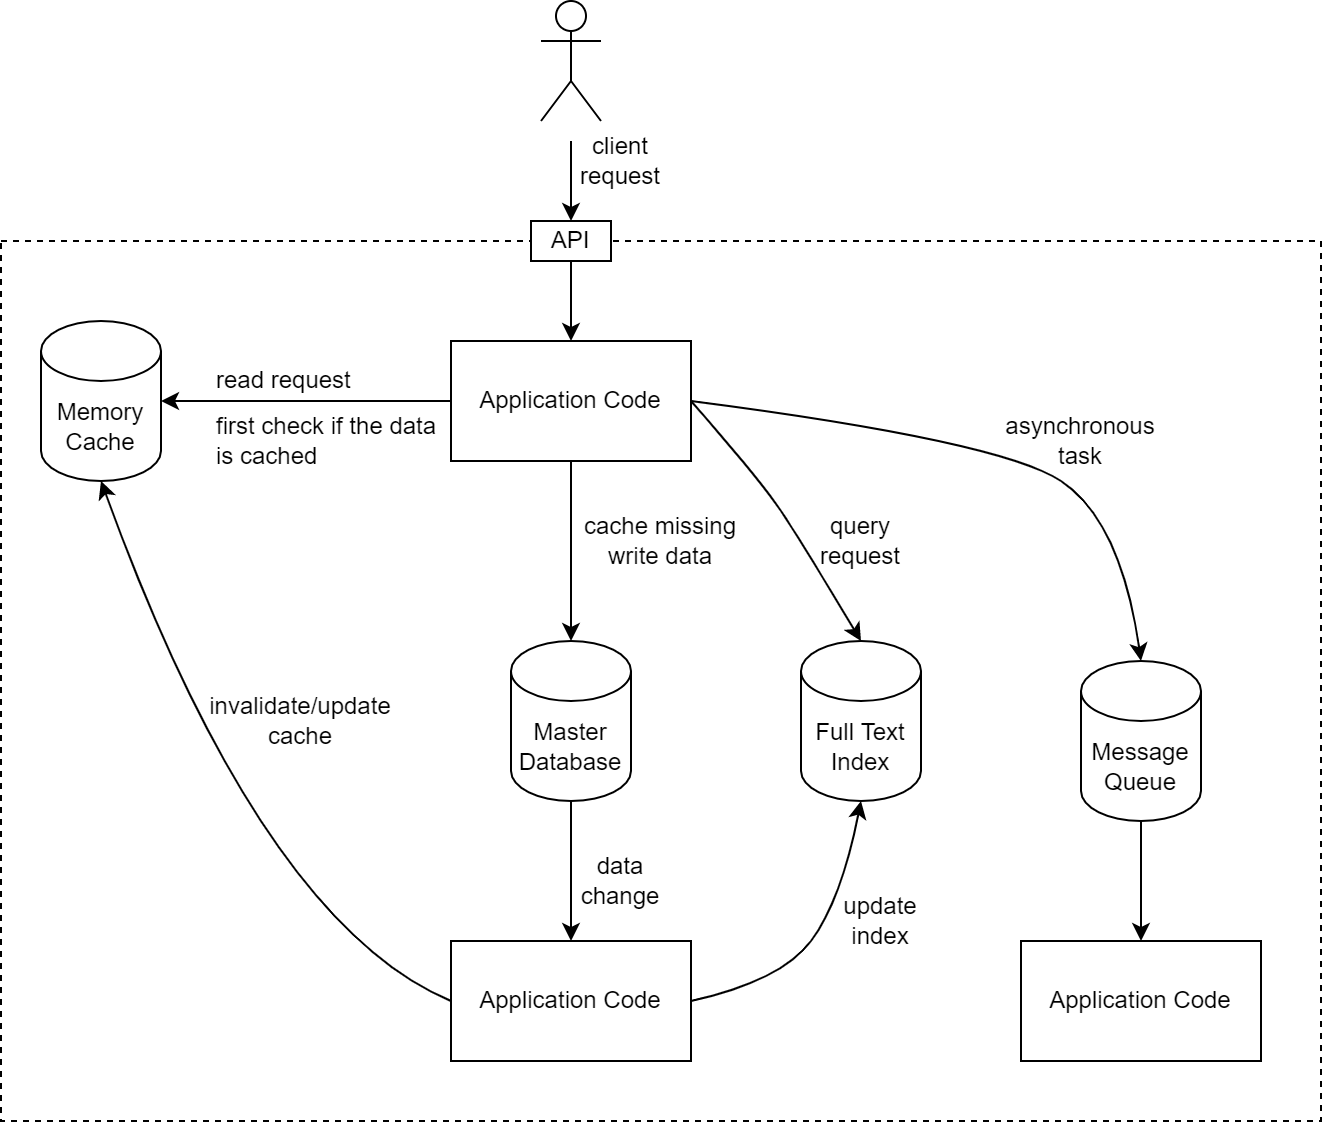 client
request
API
Application Code
read request
first check if the data
is cached
Memory
Cache
asynchronous
task
cache missing
write data
query
request
invalidate/update
cache
Master
Database
Full Text
Index
Message
Queue
data
change
update
index
Application Code
Application Code